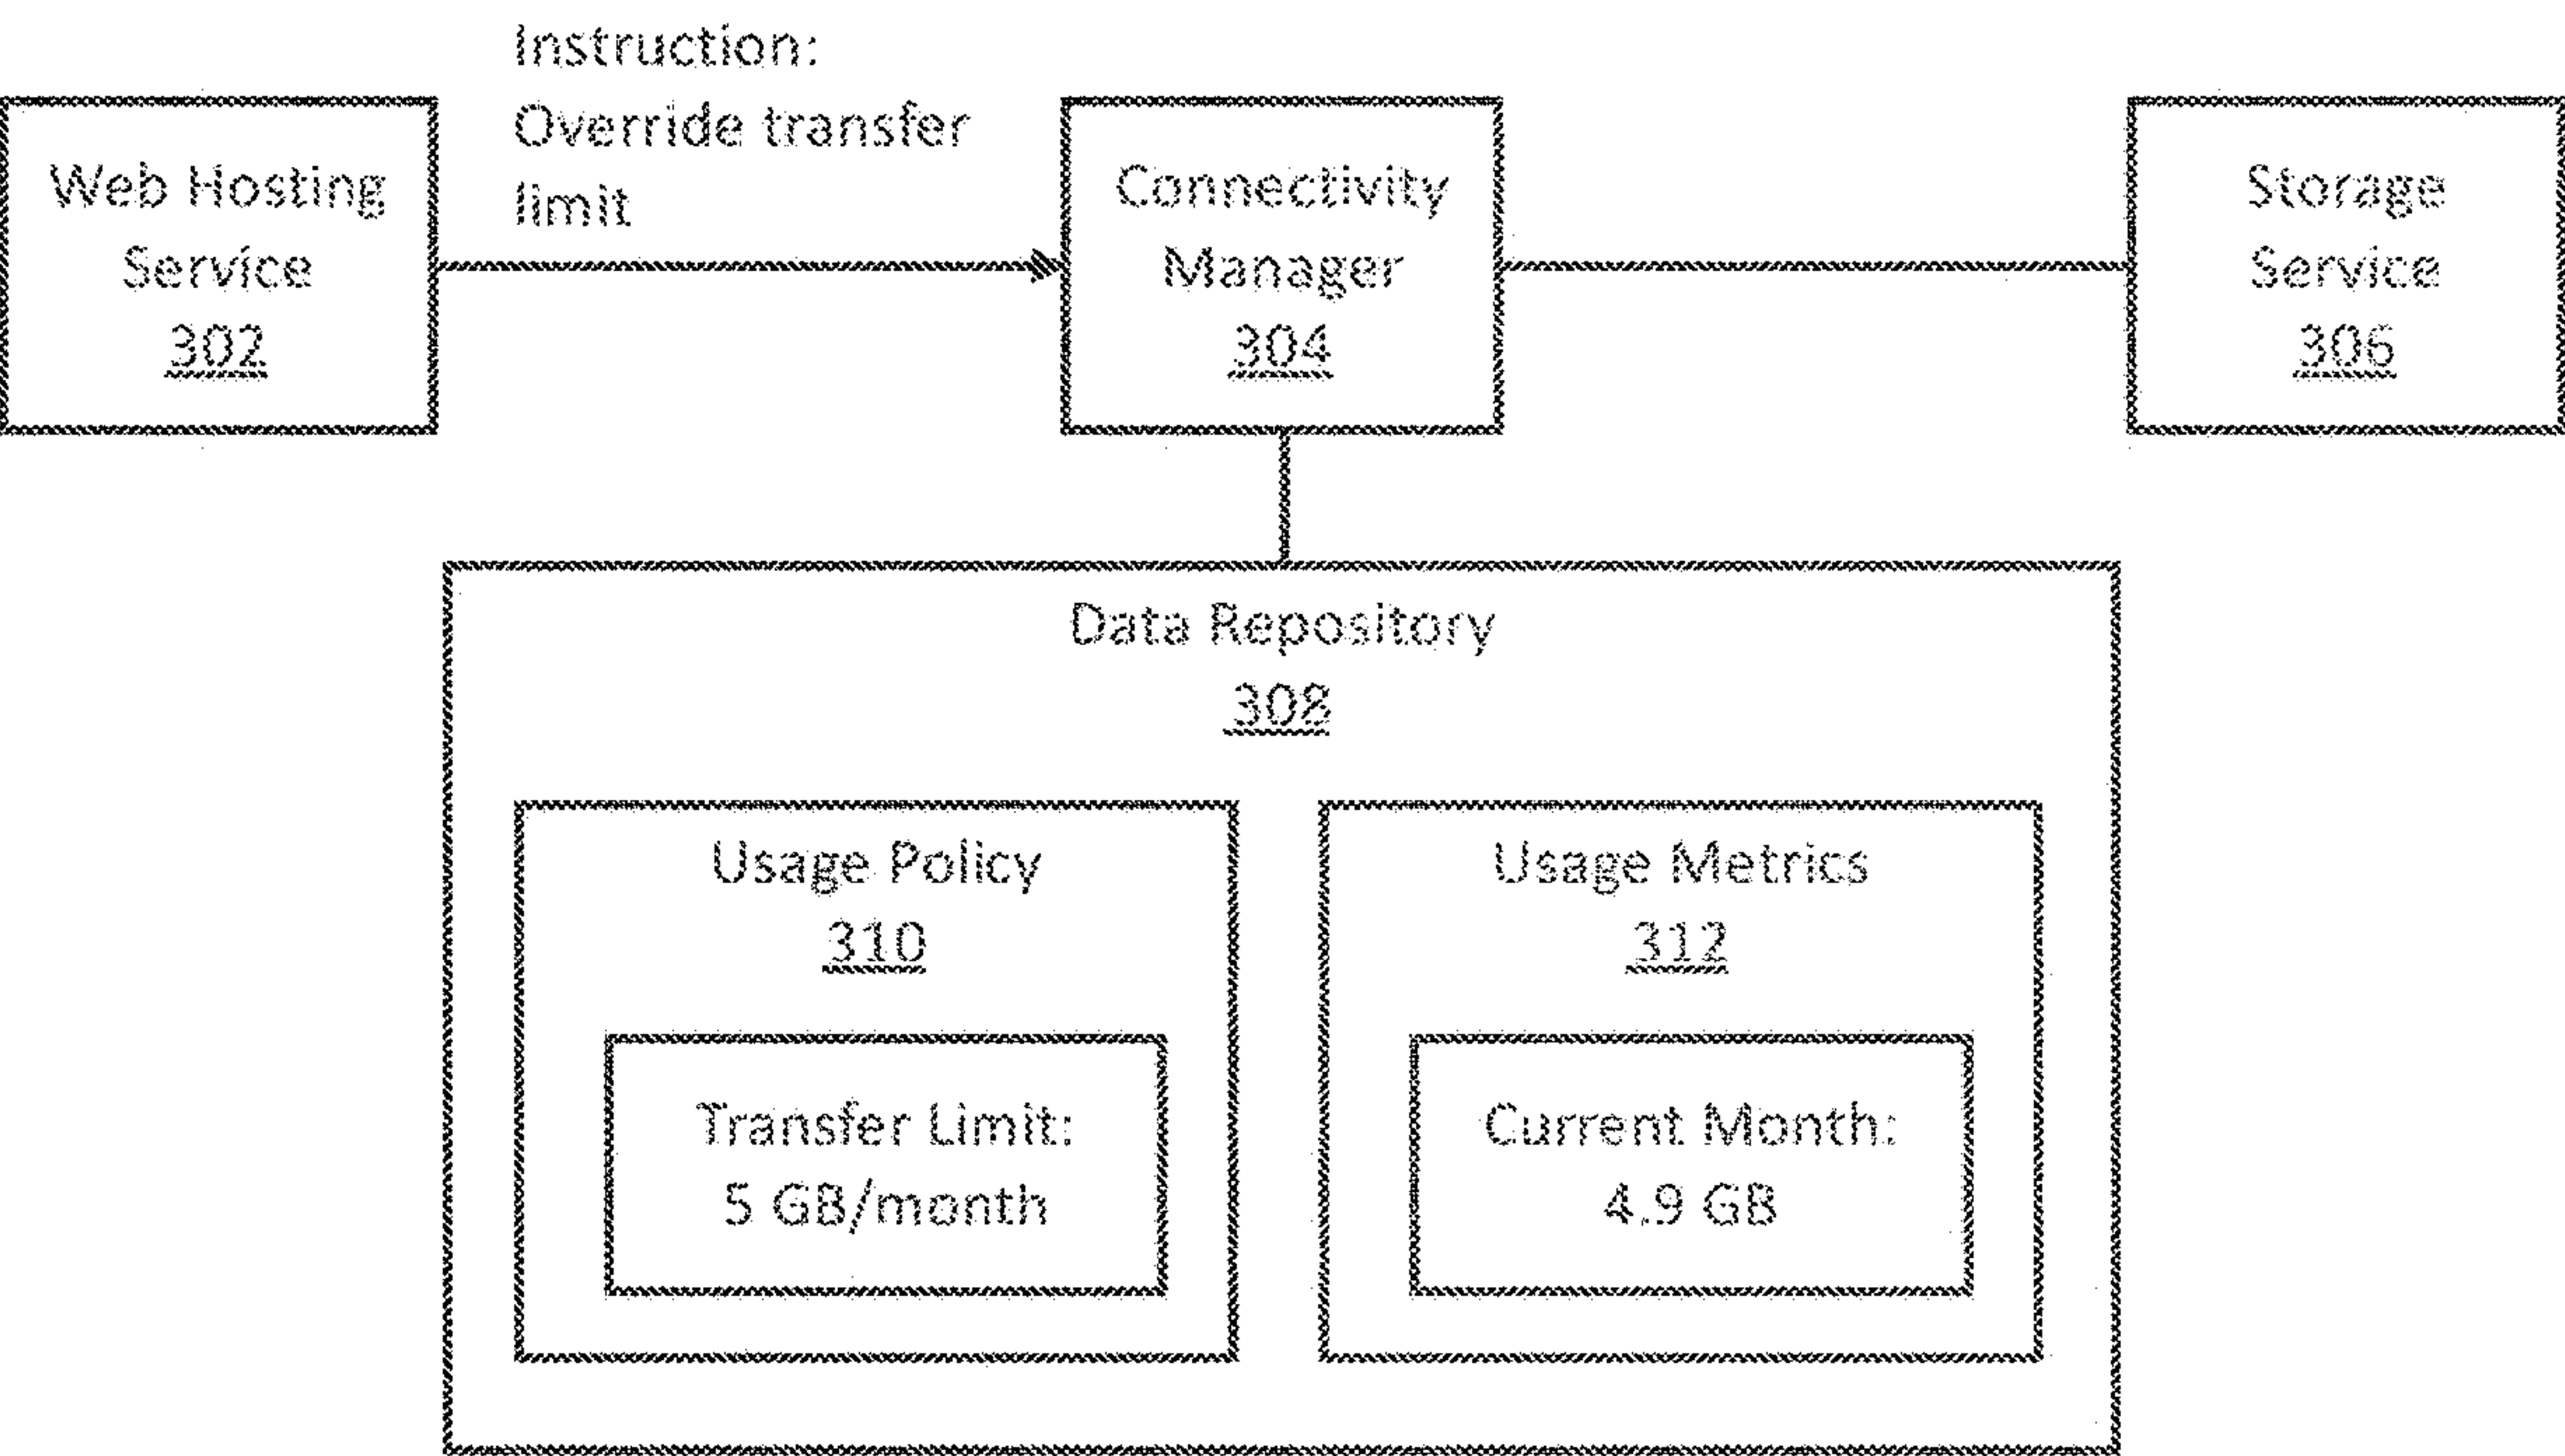 Instruction:
Override transfer
limit
Web Hosting
Service
302
Connectivity
Manager
304
Storage
Service
306
Data Repository
308
Usage Policy
310
Transfer Limit:
5 GB/month
Usage Metrics
312
Current Month:
4.9 GB